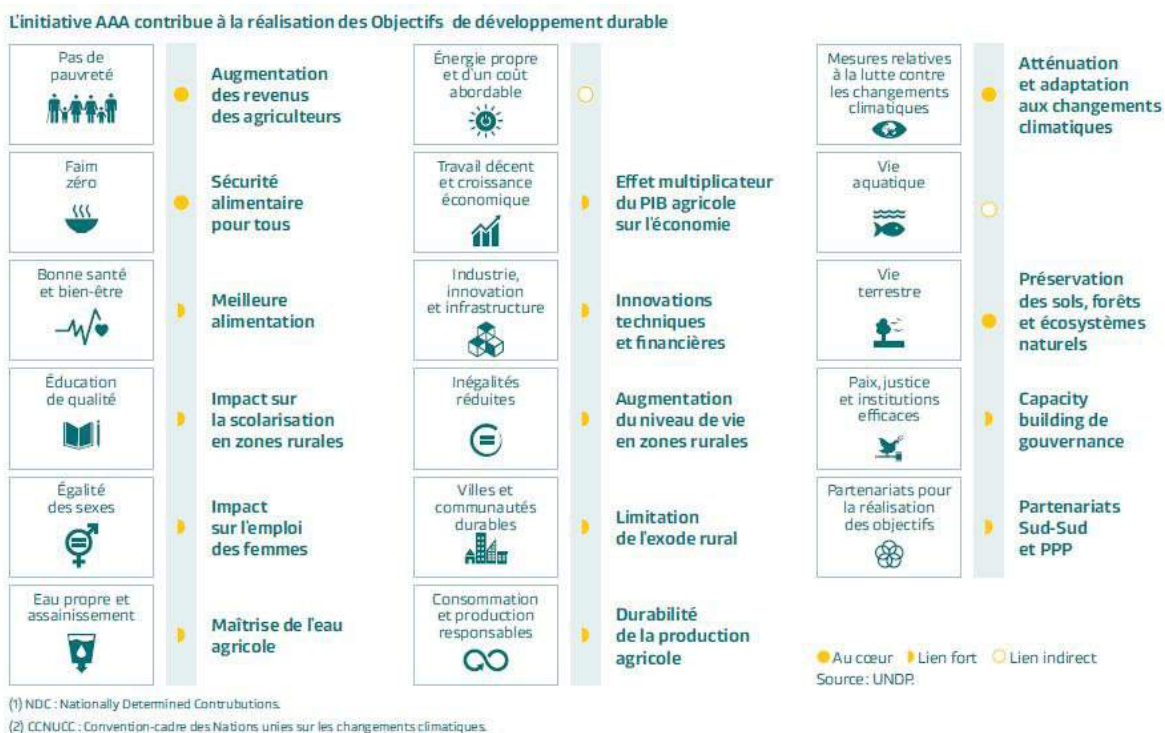 L'initiative AAA contribue à la réalisation des Objectifs de développement durable
Pas de
pauvreté
Augmentation
des revenus
des agriculteurs
Faim
zéro
Sécurité
alimentaire
pour tous
Bonne santé
et bien-être
Meilleure
alimentation
Éducation
de qualité
Impact sur
la scolarisation
en zones rurales
Égalité
des sexes
Impact
sur l'emploi
des femmes
Eau propre et
assainissement
Maîtrise de l'eau
agricole
Énergie propre
et d'un coût
abordable
Travail décent
et croissance
économique
Effet multiplicateur
du PIB agricole
sur l'économie
Industrie,
innovation
et infrastructure
Innovations
techniques
et financières
Inégalités
réduites
Augmentation
du niveau de vie
en zones rurales
Villes et
communautés
durables
Limitation
de l'exode rural
Consommation
et production
responsables
Durabilité
de la production
agricole
Mesures relatives
à la lutte contre
les changements
climatiques
Atténuation
et adaptation
aux changements
climatiques
Vie
aquatique
Vie
terrestre
Préservation
des sols, forêts
et écosystèmes
naturels
Paix, justice
et institutions
efficaces
Capacity
building de
gouvernance
Partenariats pour
la réalisation
des objectifs
Partenariats
Sud-Sud
et PPP
Au cœur Lien fort Lien indirect
Source : UNDP.
(1) NDC : Nationally Determined Contrubutions.
(2) CCNUCC : Convention-cadre des Nations unies sur les changements climatiques.